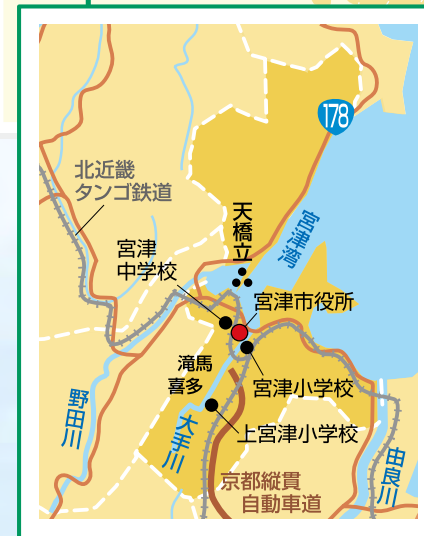 178
北近畿
タンゴ鉄道
天橋立
宮津湾
宮津
中学校
宮津市役所
滝馬
喜多
宮津小学校
野田川
大手川
上宮津小学校
京都縦貫
自動車道
由良川